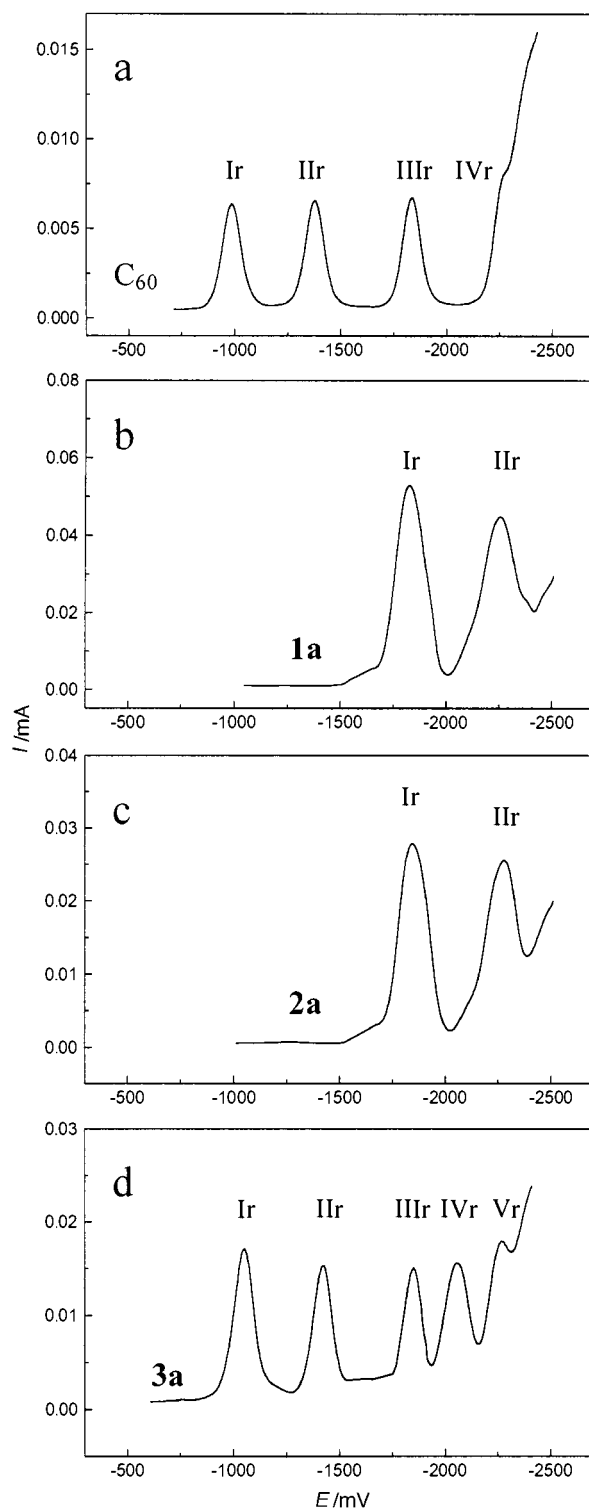 a
0.015
0.010
0.005
0.000
Ir IIr IIIr IVr
C60
-500 -1000 -1500 -2000 -2500
b
0.08
0.06
0.04
0.02
0.00
Ir IIr
1a
-500 -1000 -1500 -2000 -2500
I /mA
c
0.04
0.03
0.02
0.01
0.00
Ir IIr
2a
-500 -1000 -1500 -2000 -2500
d
0.03
0.02
0.01
0.00
Ir IIr IIIr IVr Vr
3a
-500 -1000 -1500 -2000 -2500
E /mV